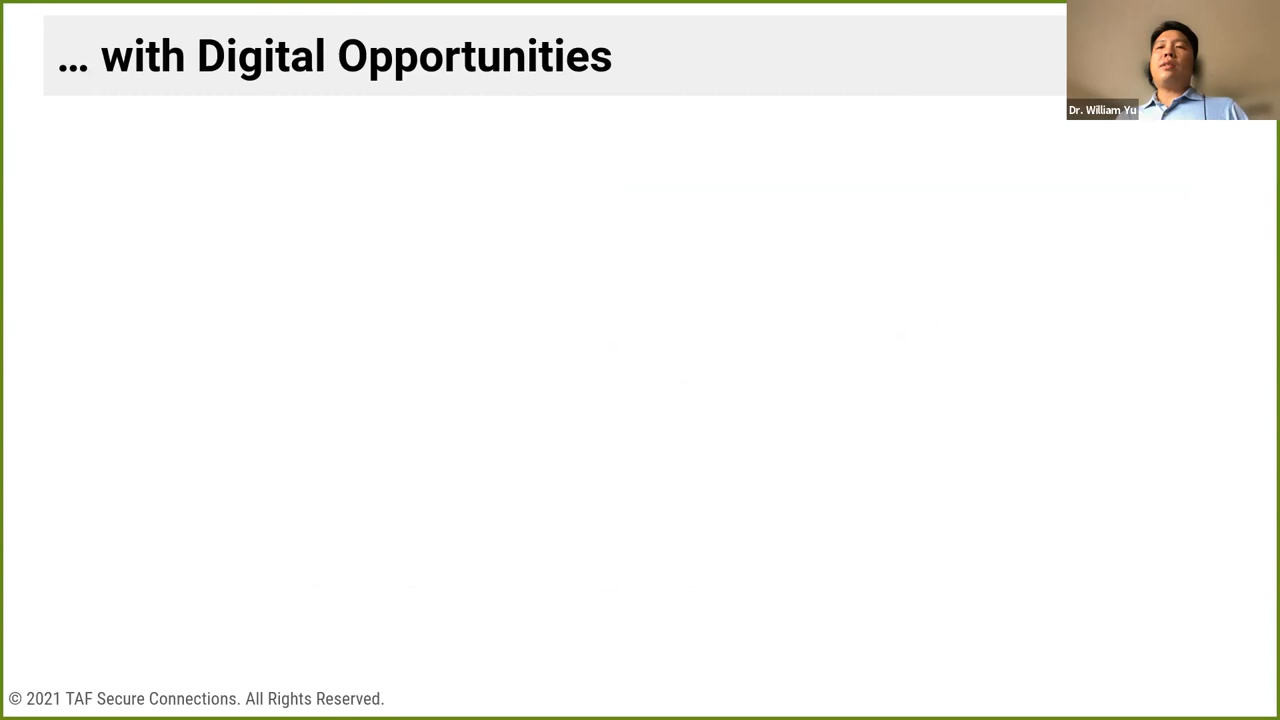 … with Digital Opportunities
Dr. William Yu
© 2021 TAF Secure Connections. All Rights Reserved.